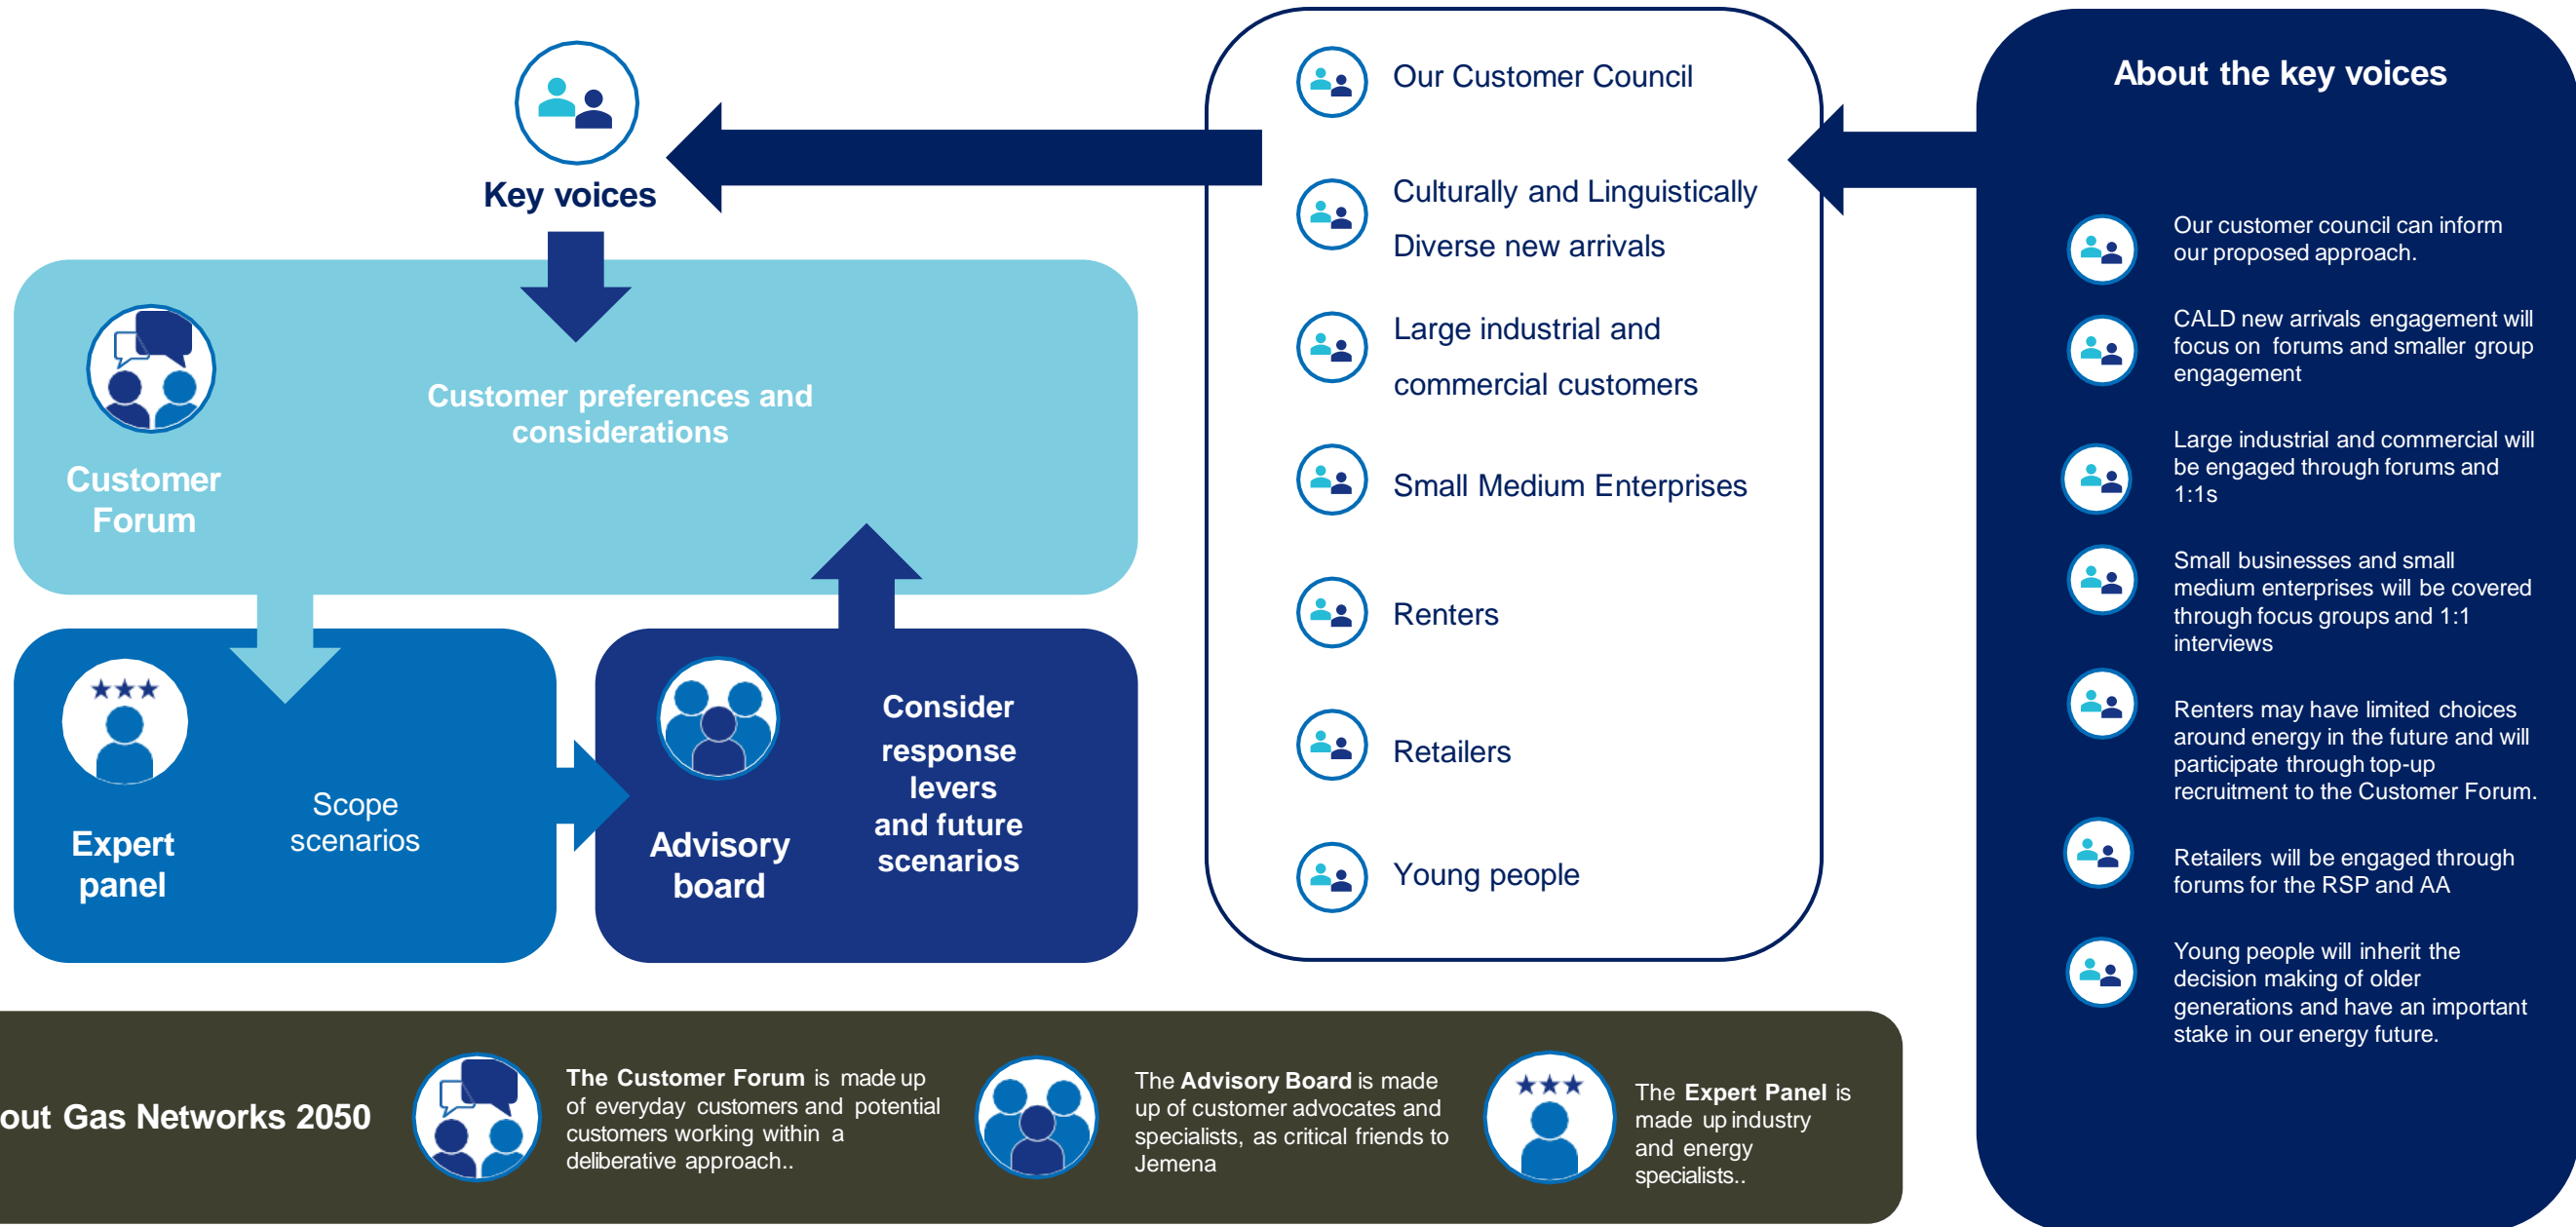 Key voices
Customer
Forum
Customer preferences and
considerations
Expert
panel
Scope
scenarios
Advisory
board
Consider
response
levers
and future
scenarios
Our Customer Council
Culturally and Linguistically
Diverse new arrivals
Large industrial and
commercial customers
Small Medium Enterprises
Renters
Retailers
Young people
About the key voices
Our customer council can inform
our proposed approach.
CALD new arrivals engagement will
focus on forums and smaller group
engagement
Large industrial and commercial will
be engaged through forums and
1:1s
Small businesses and small
medium enterprises will be covered
through focus groups and 1:1
interviews
Renters may have limited choices
around energy in the future and will
participate through top-up
recruitment to the Customer Forum.
Retailers will be engaged through
forums for the RSP and AA
Young people will inherit the
decision making of older
generations and have an important
stake in our energy future.
out Gas Networks 2050
The Customer Forum is made up
of everyday customers and potential
customers working within a
deliberative approach..
The Advisory Board is made
up of customer advocates and
specialists, as critical friends to
Jemena
The Expert Panel is
made up industry
and energy
specialists..